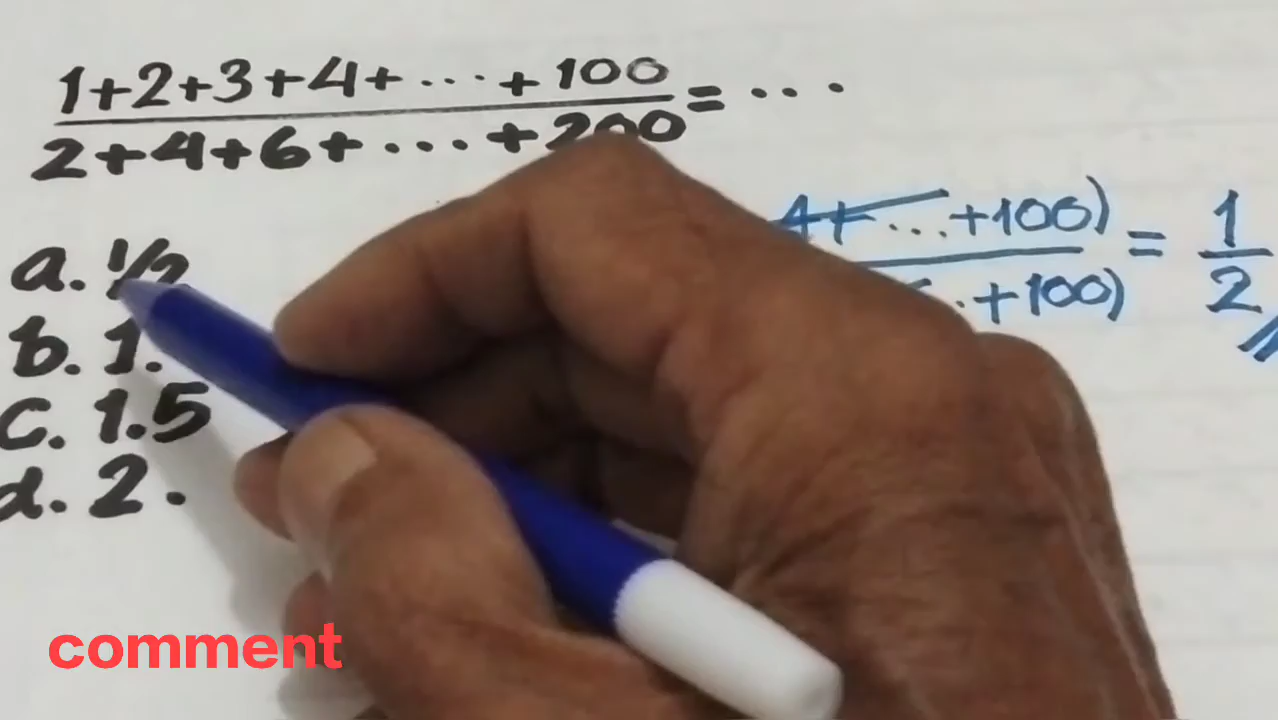 1+2+3+4+ ... +100
2+4+6+ ... +200 = ...
4+ ... +100) = 1
. +100) 2
a. ½
b. 1.
c. 1.5
d. 2.
comment